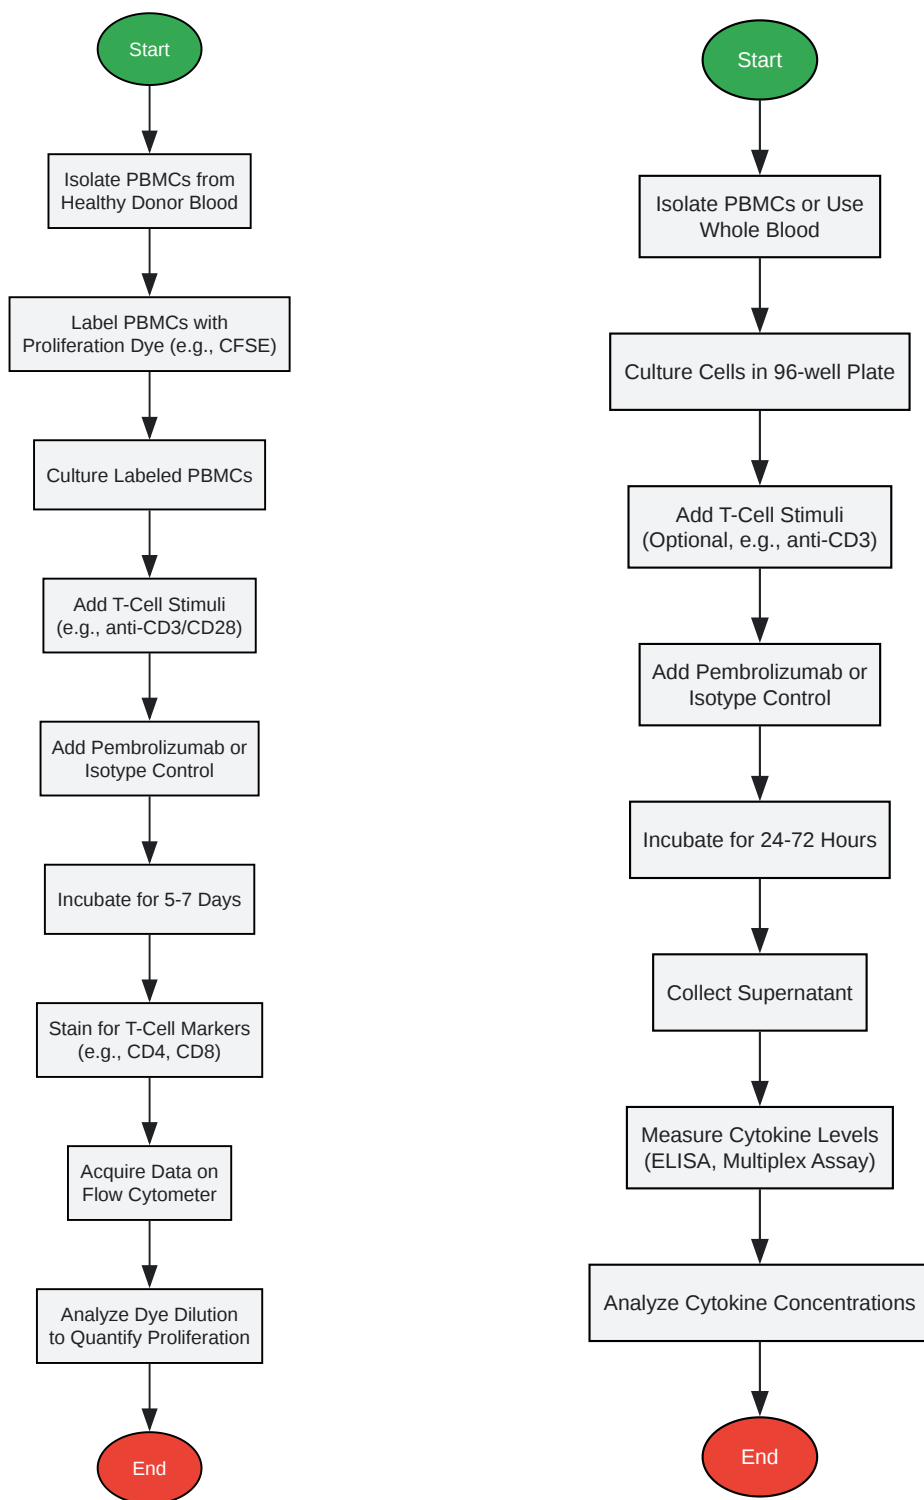 Start
Isolate PBMCs from
Healthy Donor Blood
Label PBMCs with
Proliferation Dye (e.g., CFSE)
Culture Labeled PBMCs
Add T-Cell Stimuli
(e.g., anti-CD3/CD28)
Add Pembrolizumab or
Isotype Control
Incubate for 5-7 Days
Stain for T-Cell Markers
(e.g., CD4, CD8)
Acquire Data on
Flow Cytometer
Analyze Dye Dilution
to Quantify Proliferation
End
Start
Isolate PBMCs or Use
Whole Blood
Culture Cells in 96-well Plate
Add T-Cell Stimuli
(Optional, e.g., anti-CD3)
Add Pembrolizumab or
Isotype Control
Incubate for 24-72 Hours
Collect Supernatant
Measure Cytokine Levels
(ELISA, Multiplex Assay)
Analyze Cytokine Concentrations
End